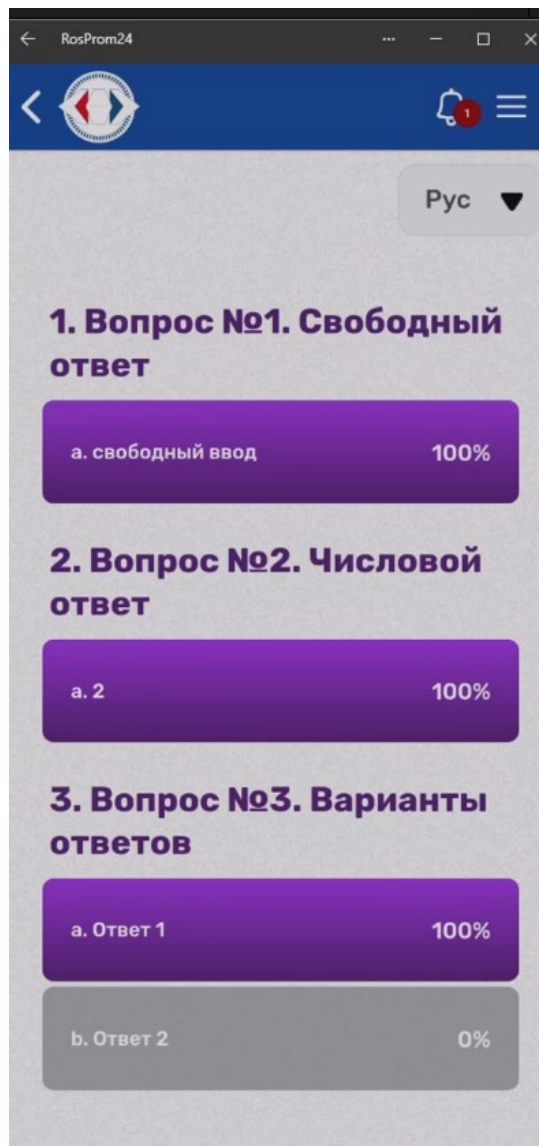 RosProm24
1
Рус
1. Вопрос №1. Свободный
ответ
a. свободный ввод 100%
2. Вопрос №2. Числовой
ответ
a. 2 100%
3. Вопрос №3. Варианты
ответов
a. Ответ 1 100%
b. Ответ 2 0%